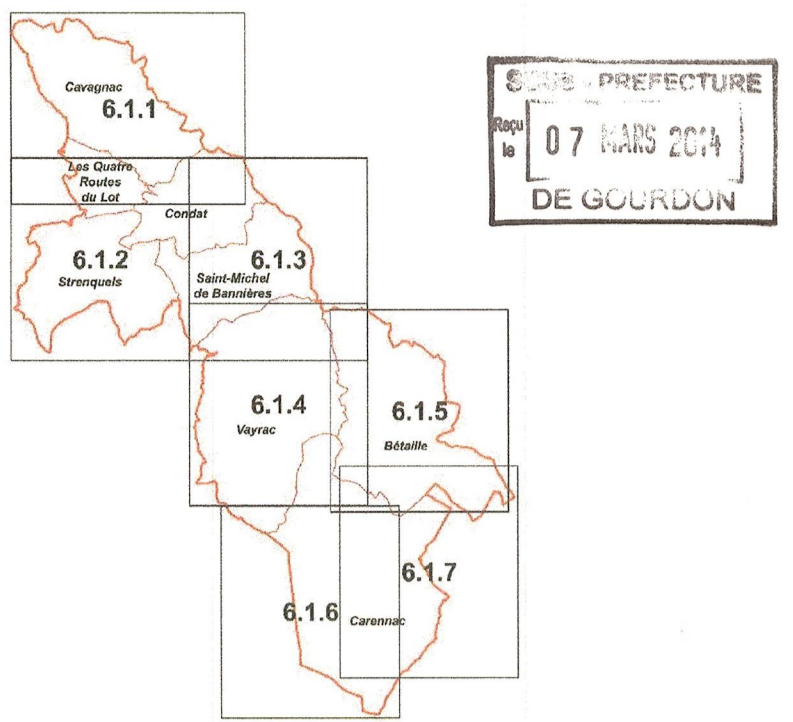 Cavagnac
6.1.1
Les Quatre
Routes
du Lot
Condat
6.1.2
Strenquels
6.1.3
Saint-Michel
de Bannières
6.1.4
Vayrac
6.1.5
Bétaille
6.1.6
6.1.7
Carennac
SOUS - PREFECTURE
Reçu
le
07 MARS 2014
DE GOURDON